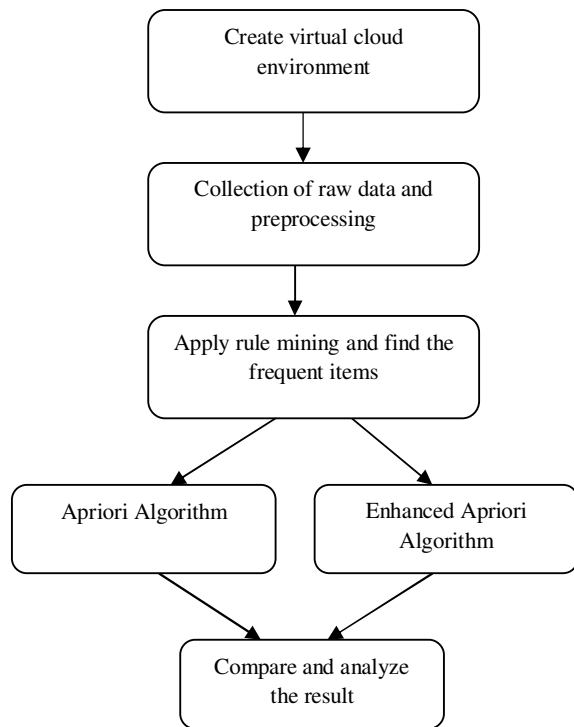 Create virtual cloud
environment
Collection of raw data and
preprocessing
Apply rule mining and find the
frequent items
Apriori Algorithm
Enhanced Apriori
Algorithm
Compare and analyze
the result